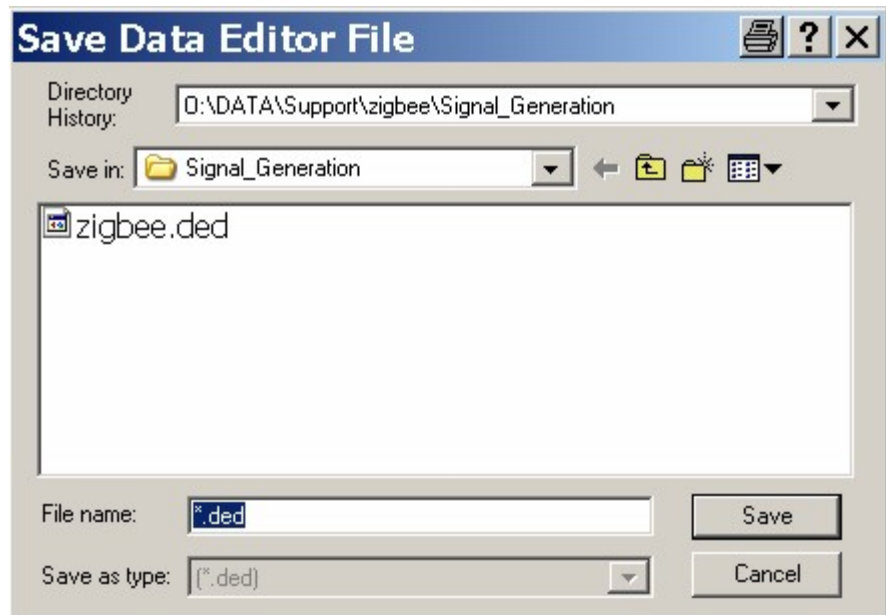 Save Data Editor File
?
Directory
History:
O:\DATA\Support\zigbee\Signal_Generation
Save in:
Signal_Generation
zigbee.ded
File name:
*.ded
Save
Save as type:
(*.ded)
Cancel